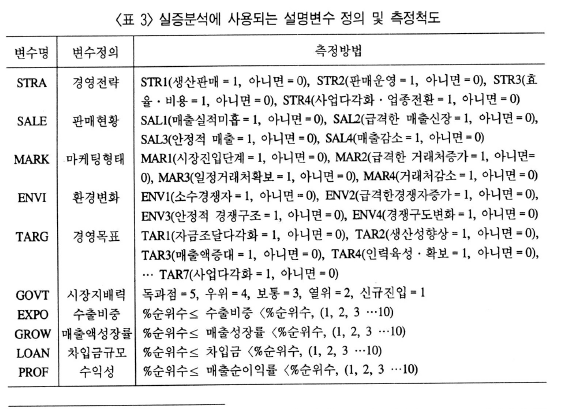 <표 3> 실증분석에 사용되는 설명변수 정의 및 측정척도
변수명 변수정의 측정방법
STRA 경영전략 STR1(생산판매 = 1, 아니면 = 0), STR2(판매운영 = 1, 아니면 = 0), STR3(효
율·비용 = 1, 아니면 = 0), STR4(사업다각화·업종전환 = 1, 아니면 = 0)
SALE 판매현황 SAL1(매출실적미흡 = 1, 아니면 = 0), SAL2(급격한 매출신장 = 1, 아니면 = 0),
SAL3(안정적 매출 = 1, 아니면 = 0), SAL4(매출감소 = 1, 아니면 = 0)
MARK 마케팅형태 MAR1(시장진입단계 = 1, 아니면 = 0), MAR2(급격한 거래처증가 = 1, 아니면=
0), MAR3(일정거래처확보 = 1, 아니면 = 0), MAR4(거래처감소 = 1, 아니면 = 0)
ENVI 환경변화 ENV1(소수경쟁자 = 1, 아니면 = 0), ENV2(급격한경쟁자증가 = 1, 아니면 = 0),
ENV3(안정적 경쟁구조 = 1, 아니면 = 0), ENV4(경쟁구도변화 = 1, 아니면 = 0)
TARG 경영목표 TAR1(자금조달다각화 = 1, 아니면 = 0), TAR2(생산성향상 = 1, 아니면 = 0),
TAR3(매출액증대 = 1, 아니면 = 0), TAR4(인력육성·확보 = 1, 아니면 = 0),
… TAR7(사업다각화 = 1, 아니면 = 0)
GOVT 시장지배력 독과점 = 5, 우위 = 4, 보통 = 3, 열위 = 2, 신규진입 = 1
EXPO 수출비중 %순위수≤ 수출비중 <%순위수, (1, 2, 3 …10)
GROW 매출액성장률 %순위수≤ 매출성장률 <%순위수, (1, 2, 3 …10)
LOAN 차입금규모 %순위수≤ 차입금 <%순위수, (1, 2, 3 …10)
PROF 수익성 %순위수≤ 매출순이익률 <%순위수, (1, 2, 3 …10)